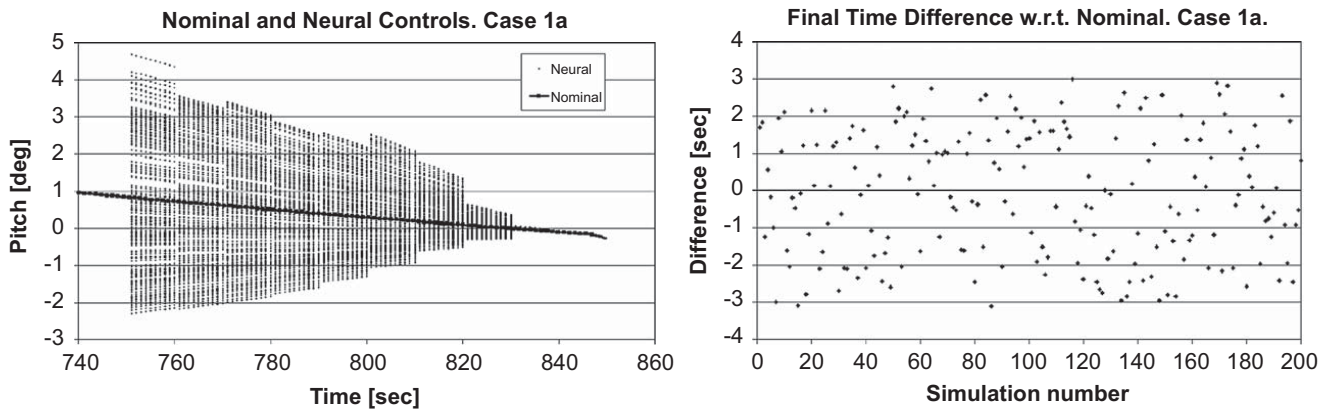 Nominal and Neural Controls. Case 1a
5
4
3
2
1
0
-1
-2
-3
Pitch [deg]
Neural
Nominal
740 760 780 800 820 840 860
Time [sec]
Final Time Difference w.r.t. Nominal. Case 1a.
4
3
2
1
0
-1
-2
-3
-4
Difference [sec]
0 20 40 60 80 100 120 140 160 180 200
Simulation number